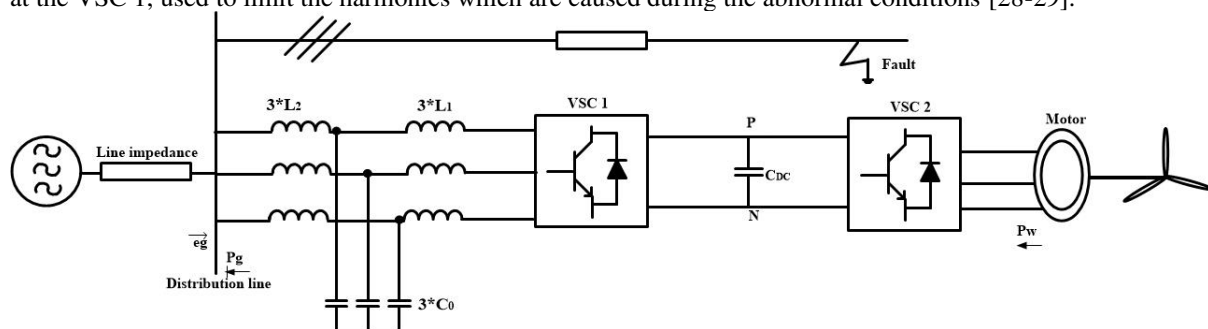 at the VSC 1, used to limit the harmonics which are caused during the abnormal conditions [28-29].
Fault
3*L2
3*L1
VSC 1
VSC 2
Motor
P
Line impedance
CDC
N
eg
Pw
Pg
Distribution line
3*C0